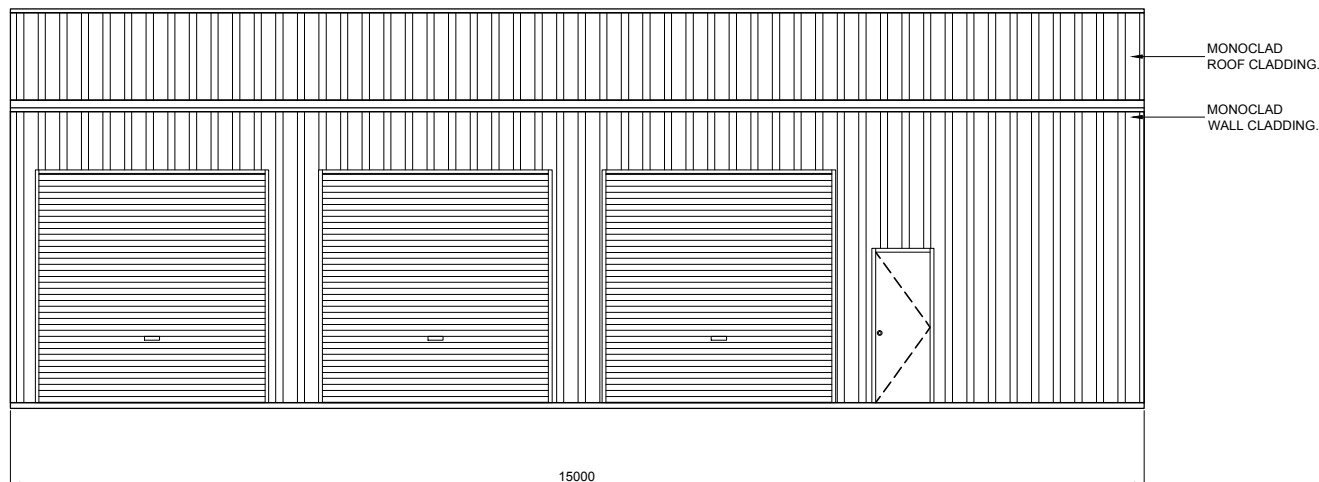 MONOCLAD
ROOF CLADDING.
MONOCLAD
WALL CLADDING.
15000